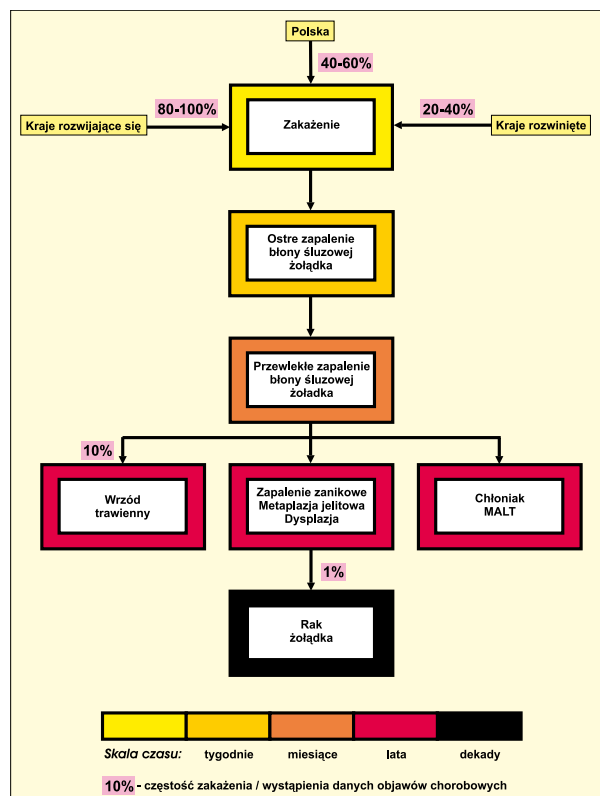 Polska
40-60%
80-100%
20-40%
Kraje rozwijające się
Zakażenie
Kraje rozwinięte
Ostre zapalenie
błony śluzowej
żołądka
Przewlekłe zapalenie
błony śluzowej
żoładka
10%
Wrzód
trawienny
Zapalenie zanikowe
Metaplazja jelitowa
Dysplazja
Chłoniak
MALT
1%
Rak
żołądka
Skala czasu: tygodnie miesiące lata dekady
10% - częstość zakażenia / wystąpienia danych objawów chorobowych